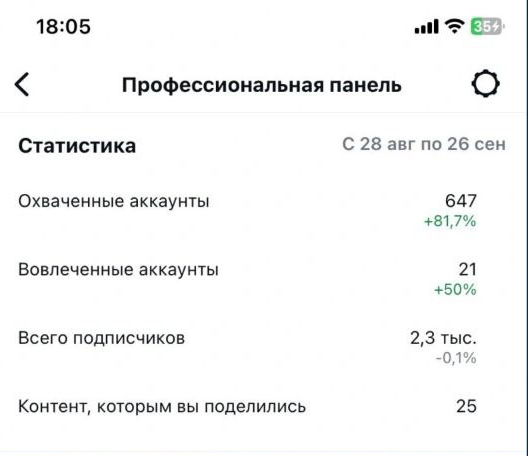 18:05 35
Профессиональная панель
Статистика С 28 авг по 26 сен
Охваченные аккаунты 647
+81,7%
Вовлеченные аккаунты 21
+50%
Всего подписчиков 2,3 тыс.
-0,1%
Контент, которым вы поделились 25